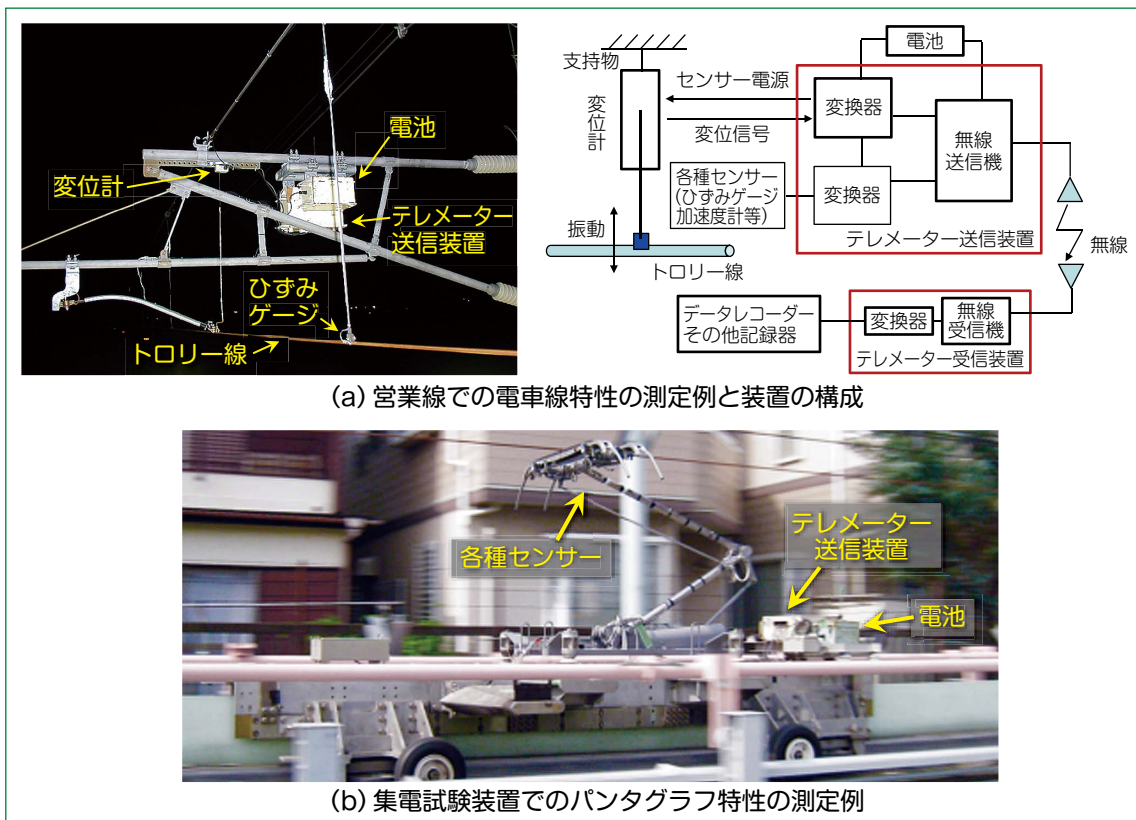 変位計
電池
テレメーター
送信装置
ひずみ
ゲージ
トロリー線
支持物
変位計
センサー電源
変位信号
電池
変換器
無線
送信機
各種センサー
(ひずみゲージ
加速度計等)
変換器
テレメーター送信装置
振動
トロリー線
無線
データレコーダー
その他記録器
変換器
無線
受信機
テレメーター受信装置
(a) 営業線での電車線特性の測定例と装置の構成
各種センサー
テレメーター
送信装置
電池
(b) 集電試験装置でのパンタグラフ特性の測定例